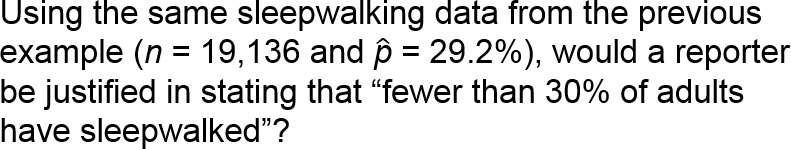 Using the same sleepwalking data from the previous
example (n = 19,136 and p̂ = 29.2%), would a reporter
be justified in stating that “fewer than 30% of adults
have sleepwalked”?